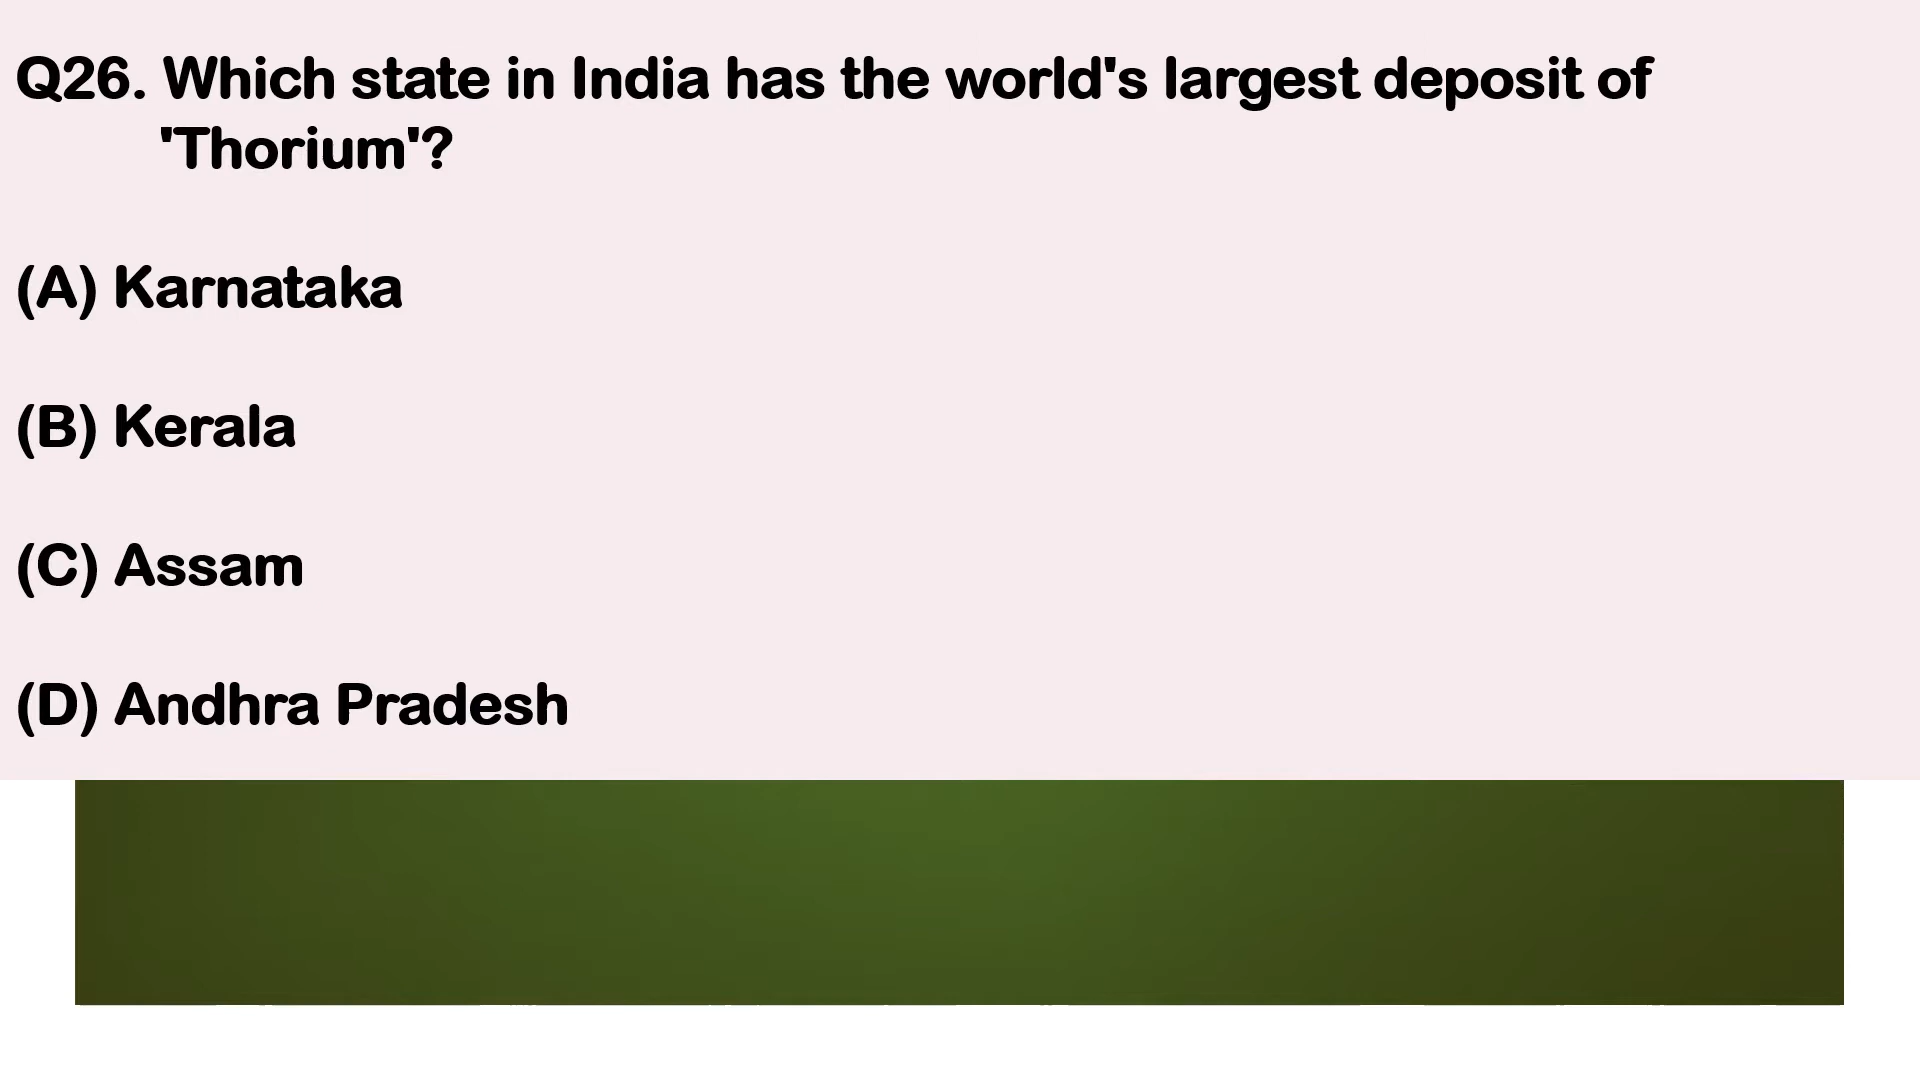 Q26. Which state in India has the world's largest deposit of
'Thorium'?
(A) Karnataka
(B) Kerala
(C) Assam
(D) Andhra Pradesh